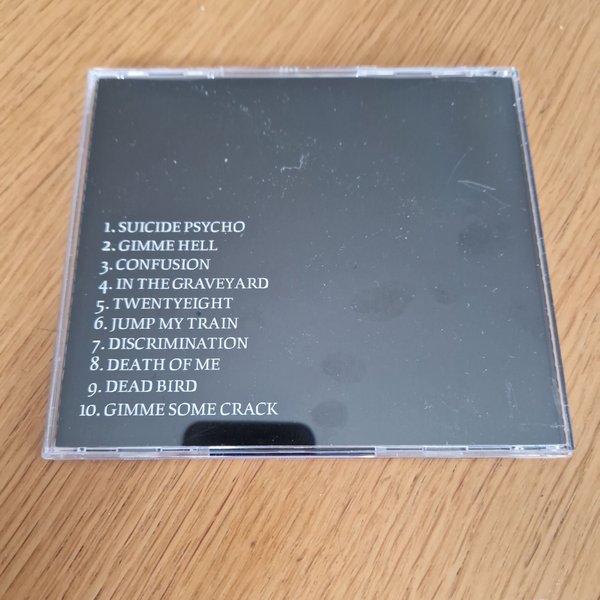 1. SUICIDE PSYCHO
2. GIMME HELL
3. CONFUSION
4. IN THE GRAVEYARD
5. TWENTYEIGHT
6. JUMP MY TRAIN
7. DISCRIMINATION
8. DEATH OF ME
9. DEAD BIRD
10. GIMME SOME CRACK